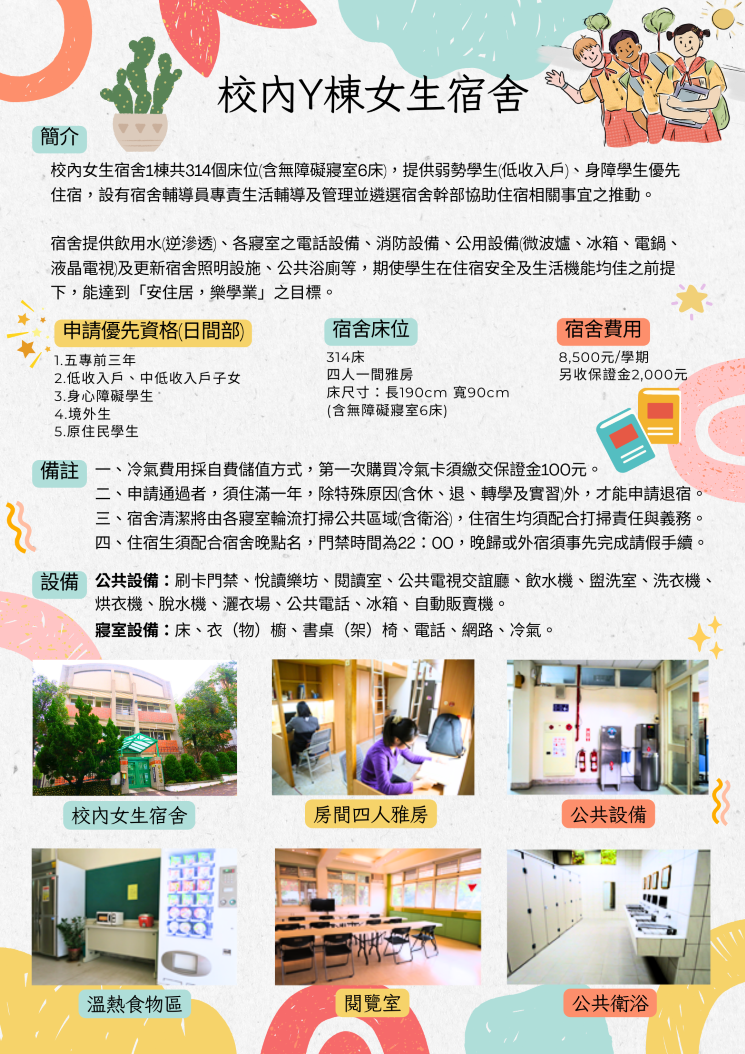 校內Y棟女生宿舍
簡介
校內女生宿舍1棟共314個床位(含無障礙寢室6床)，提供弱勢學生(低收入戶)、身障學生優先
住宿，設有宿舍輔導員專責生活輔導及管理並遴選宿舍幹部協助住宿相關事宜之推動。
宿舍提供飲用水(逆滲透)、各寢室之電話設備、消防設備、公用設備(微波爐、冰箱、電鍋、
液晶電視)及更新宿舍照明設施、公共浴廁等，期使學生在住宿安全及生活機能均佳之前提
下，能達到「安住居，樂學業」之目標。
申請優先資格(日間部)
1.五專前三年
2.低收入戶、中低收入戶子女
3.身心障礙學生
4.境外生
5.原住民學生
宿舍床位
314床
四人一間雅房
床尺寸：長190cm 寬90cm
(含無障礙寢室6床)
宿舍費用
8,500元/學期
另收保證金2,000元
備註
一、冷氣費用採自費儲值方式，第一次購買冷氣卡須繳交保證金100元。
二、申請通過者，須住滿一年，除特殊原因(含休、退、轉學及實習)外，才能申請退宿。
三、宿舍清潔將由各寢室輪流打掃公共區域(含衛浴)，住宿生均須配合打掃責任與義務。
四、住宿生須配合宿舍晚點名，門禁時間為22：00，晚歸或外宿須事先完成請假手續。
設備
公共設備：刷卡門禁、悅讀樂坊、閱讀室、公共電視交誼廳、飲水機、盥洗室、洗衣機、
烘衣機、脫水機、灑衣場、公共電話、冰箱、自動販賣機。
寢室設備：床、衣（物）櫥、書桌（架）椅、電話、網路、冷氣。
校內女生宿舍
房間四人雅房
公共設備
溫熱食物區
閱覽室
公共衛浴